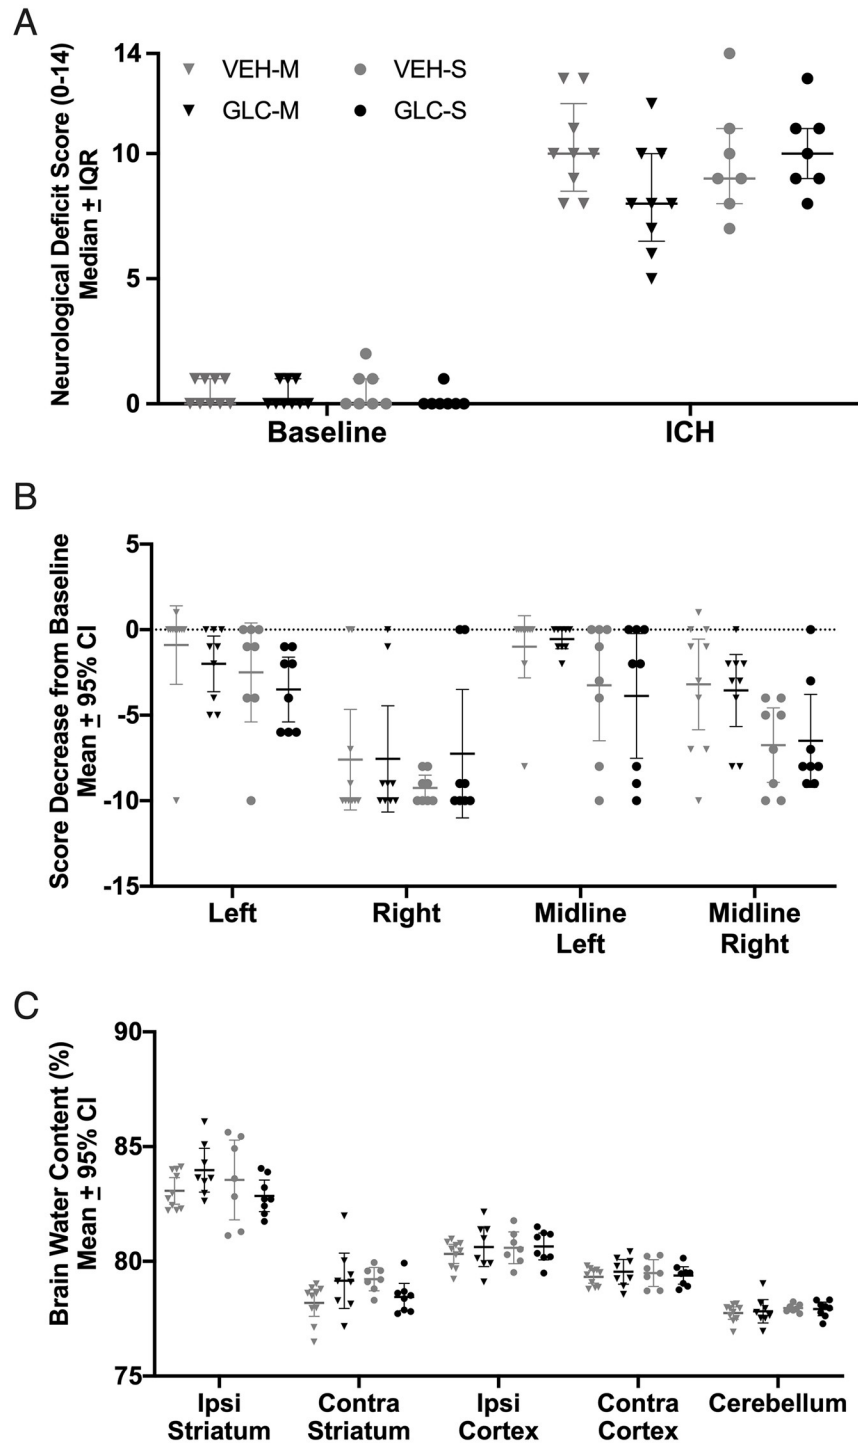 A
Neurological Deficit Score (0-14)
Median ± IQR
14
10
5
0
VEH-M
VEH-S
GLC-M
GLC-S
Baseline
ICH
B
Score Decrease from Baseline
Mean ± 95% CI
5
0
-5
-10
-15
Left
Right
Midline
Left
Midline
Right
C
Brain Water Content (%)
Mean ± 95% CI
90
85
80
75
Ipsi
Striatum
Contra
Striatum
Ipsi
Cortex
Contra
Cortex
Cerebellum